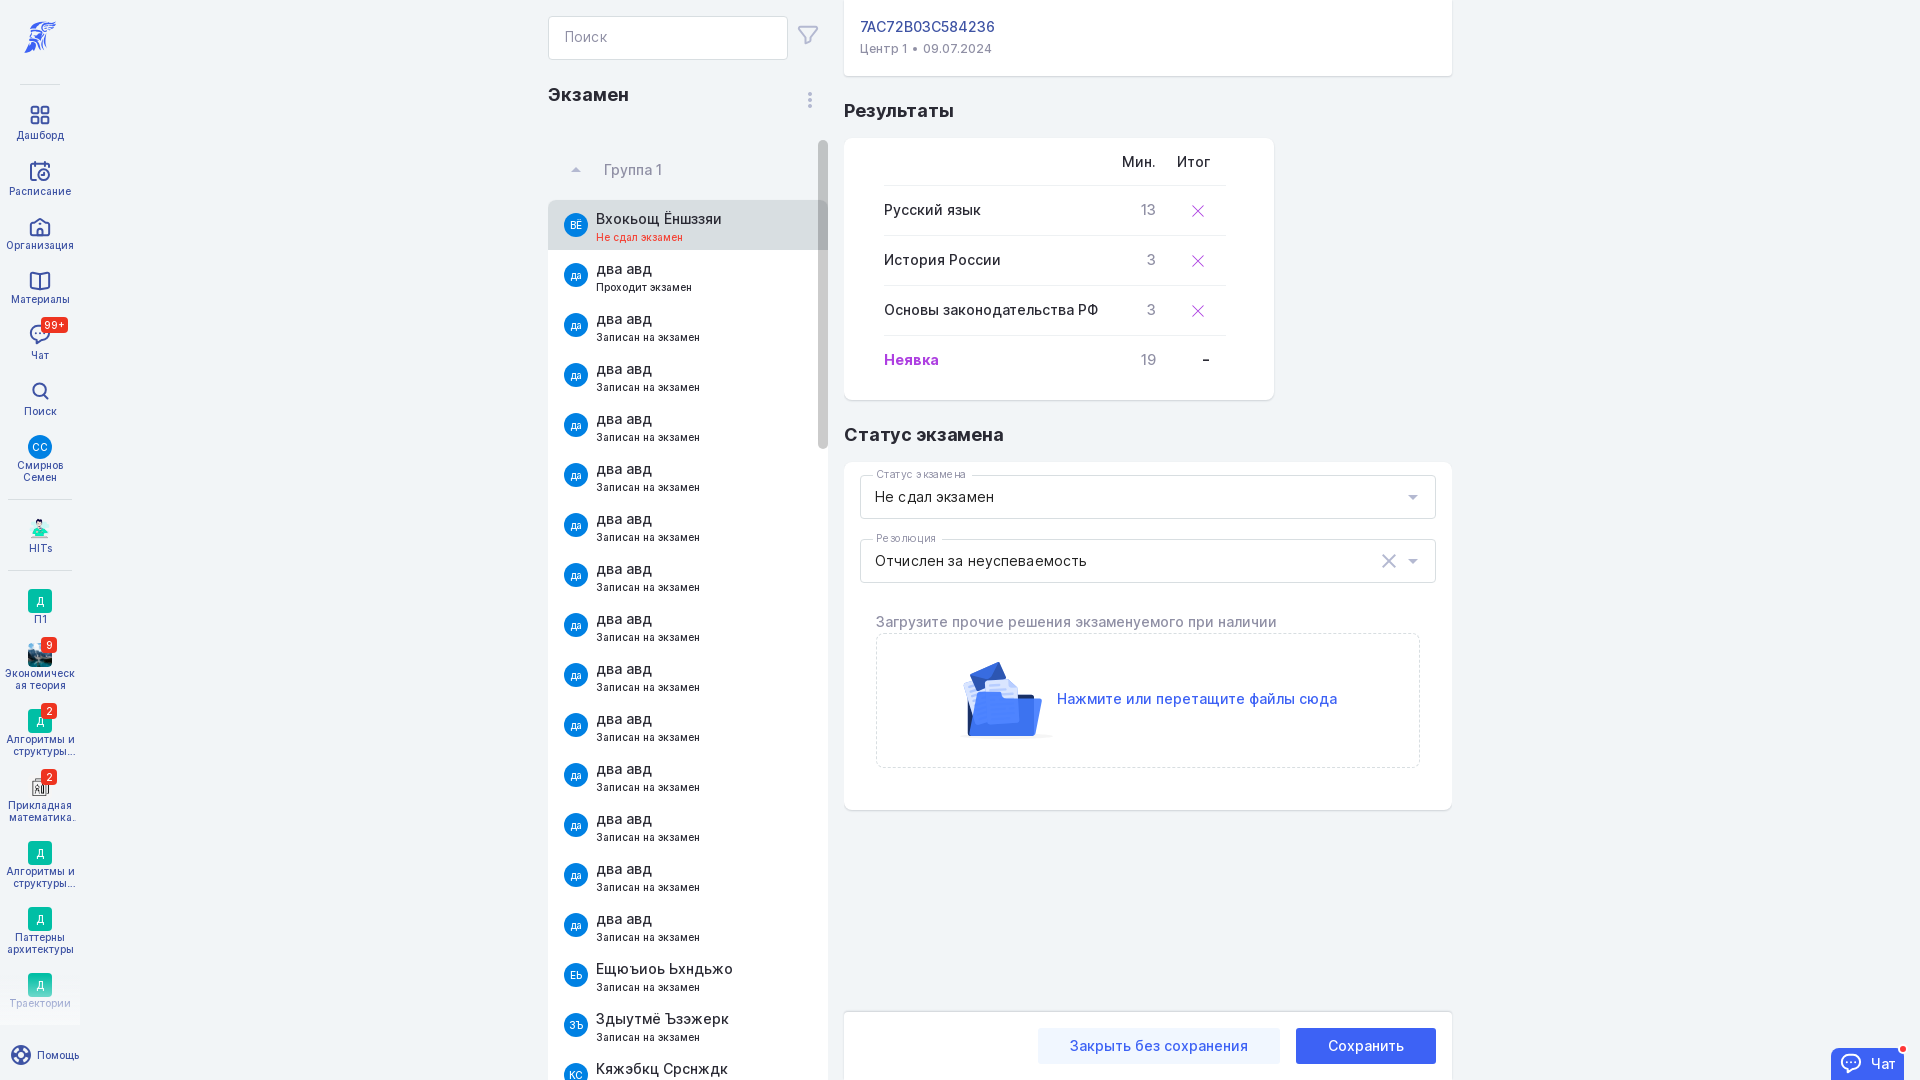 Дашборд
Расписание
Организация
Материалы
99+
Чат
Поиск
СС
Смирнов
Семен
HITs
Д
П1
9
Экономическ
ая теория
2
Д
Алгоритмы и
структуры...
2
Прикладная
математика.
Д
Алгоритмы и
структуры...
Д
Паттерны
архитектуры
Д
Траектории
Помощь
Поиск
Экзамен
Группа 1
ВЁ
Вхокьощ Ёншззяи
Не сдал экзамен
да
два авд
Проходит экзамен
да
два авд
Записан на экзамен
да
два авд
Записан на экзамен
да
два авд
Записан на экзамен
да
два авд
Записан на экзамен
да
два авд
Записан на экзамен
да
два авд
Записан на экзамен
да
два авд
Записан на экзамен
да
два авд
Записан на экзамен
да
два авд
Записан на экзамен
да
два авд
Записан на экзамен
да
два авд
Записан на экзамен
да
два авд
Записан на экзамен
да
два авд
Записан на экзамен
ЕЬ
Ещюъиоь Ьхндьжо
Записан на экзамен
ЗЪ
Здыутмё Ъзэжерк
Записан на экзамен
КС
Кяжэбкц Срснждк
7AC72B03C584236
Центр 1 • 09.07.2024
Результаты
Мин. Итог
Русский язык 13
История России 3
Основы законодательства РФ 3
Неявка 19 –
Статус экзамена
Статус экзамена
Не сдал экзамен
Резолюция
Отчислен за неуспеваемость
Загрузите прочие решения экзаменуемого при наличии
Нажмите или перетащите файлы сюда
Закрыть без сохранения
Сохранить
Чат